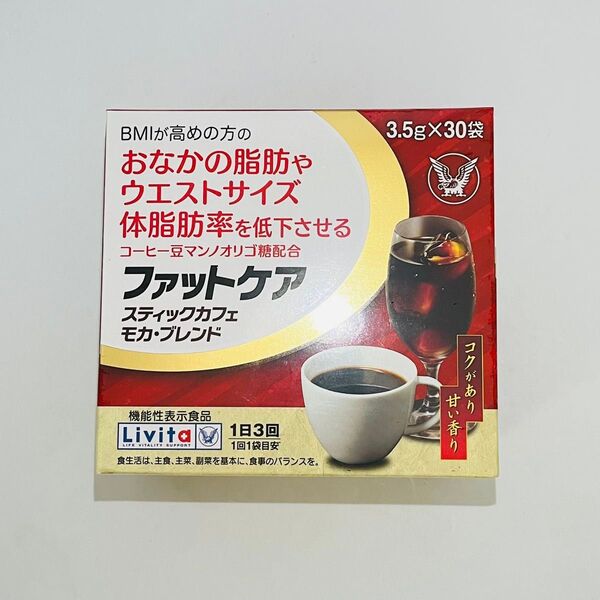 3.5g×30袋
BMIが高めの方の
おなかの脂肪や
ウエストサイズ
体脂肪率を低下させる
コーヒー豆マンノオリゴ糖配合
ファットケア
スティックカフェ
モカ・ブレンド
コクがあり
甘い香り
機能性表示食品
Livita
LIFE VITALITY SUPPORT
1日3回
1回1袋目安
食生活は、主食、主菜、副菜を基本に、食事のバランスを。